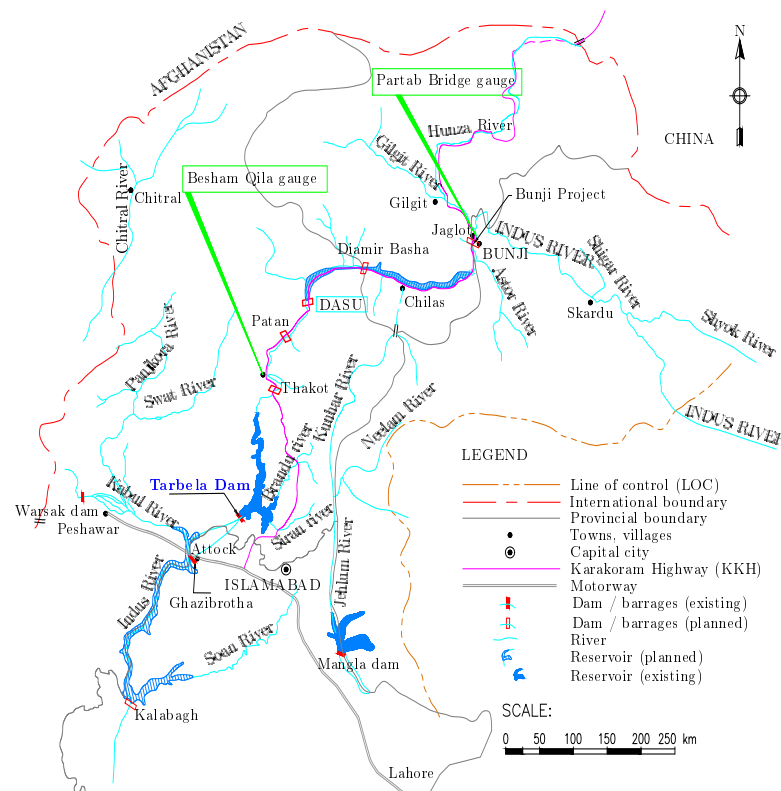 AFGHANISTAN
N
Partab Bridge gauge
Hunza River
CHINA
Gilgit River
Besham Qila gauge
Chitral River
Chitral
Gilgit
Bunji Project
Jaglot
INDUS RIVER
BUNJI
Shigar River
Diamir Basha
Astor River
DASU
Chilas
Skardu
Shyok River
Patan
Panjkora River
Swat River
Thakot
Kunhar River
Neelam River
INDUS RIVER
Brandu river
LEGEND
Tarbela Dam
Line of control (LOC)
Kabul River
International boundary
Warsak dam
Peshawar
Siran river
Provincial boundary
Towns, villages
Attock
Capital city
Indus River
ISLAMABAD
Jehlum River
Karakoram Highway (KKH)
Motorway
Ghazibrotha
Dam / barrages (existing)
Dam / barrages (planned)
Soan River
River
Mangla dam
Reservoir (planned)
Reservoir (existing)
Kalabagh
SCALE:
0 50 100 150 200 250 km
Lahore